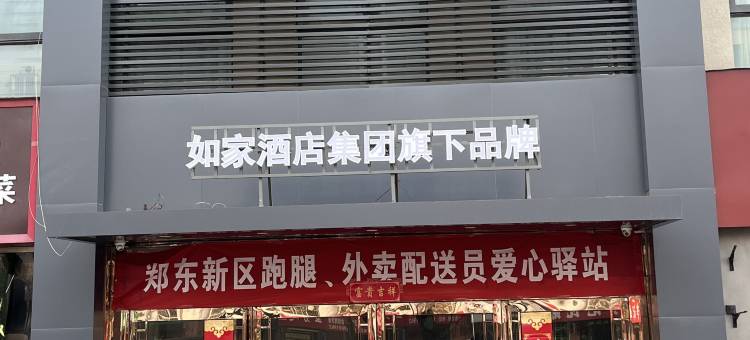 如家酒店集团旗下品牌
菜
郑东新区跑腿、外卖配送员爱心驿站
富贵吉祥